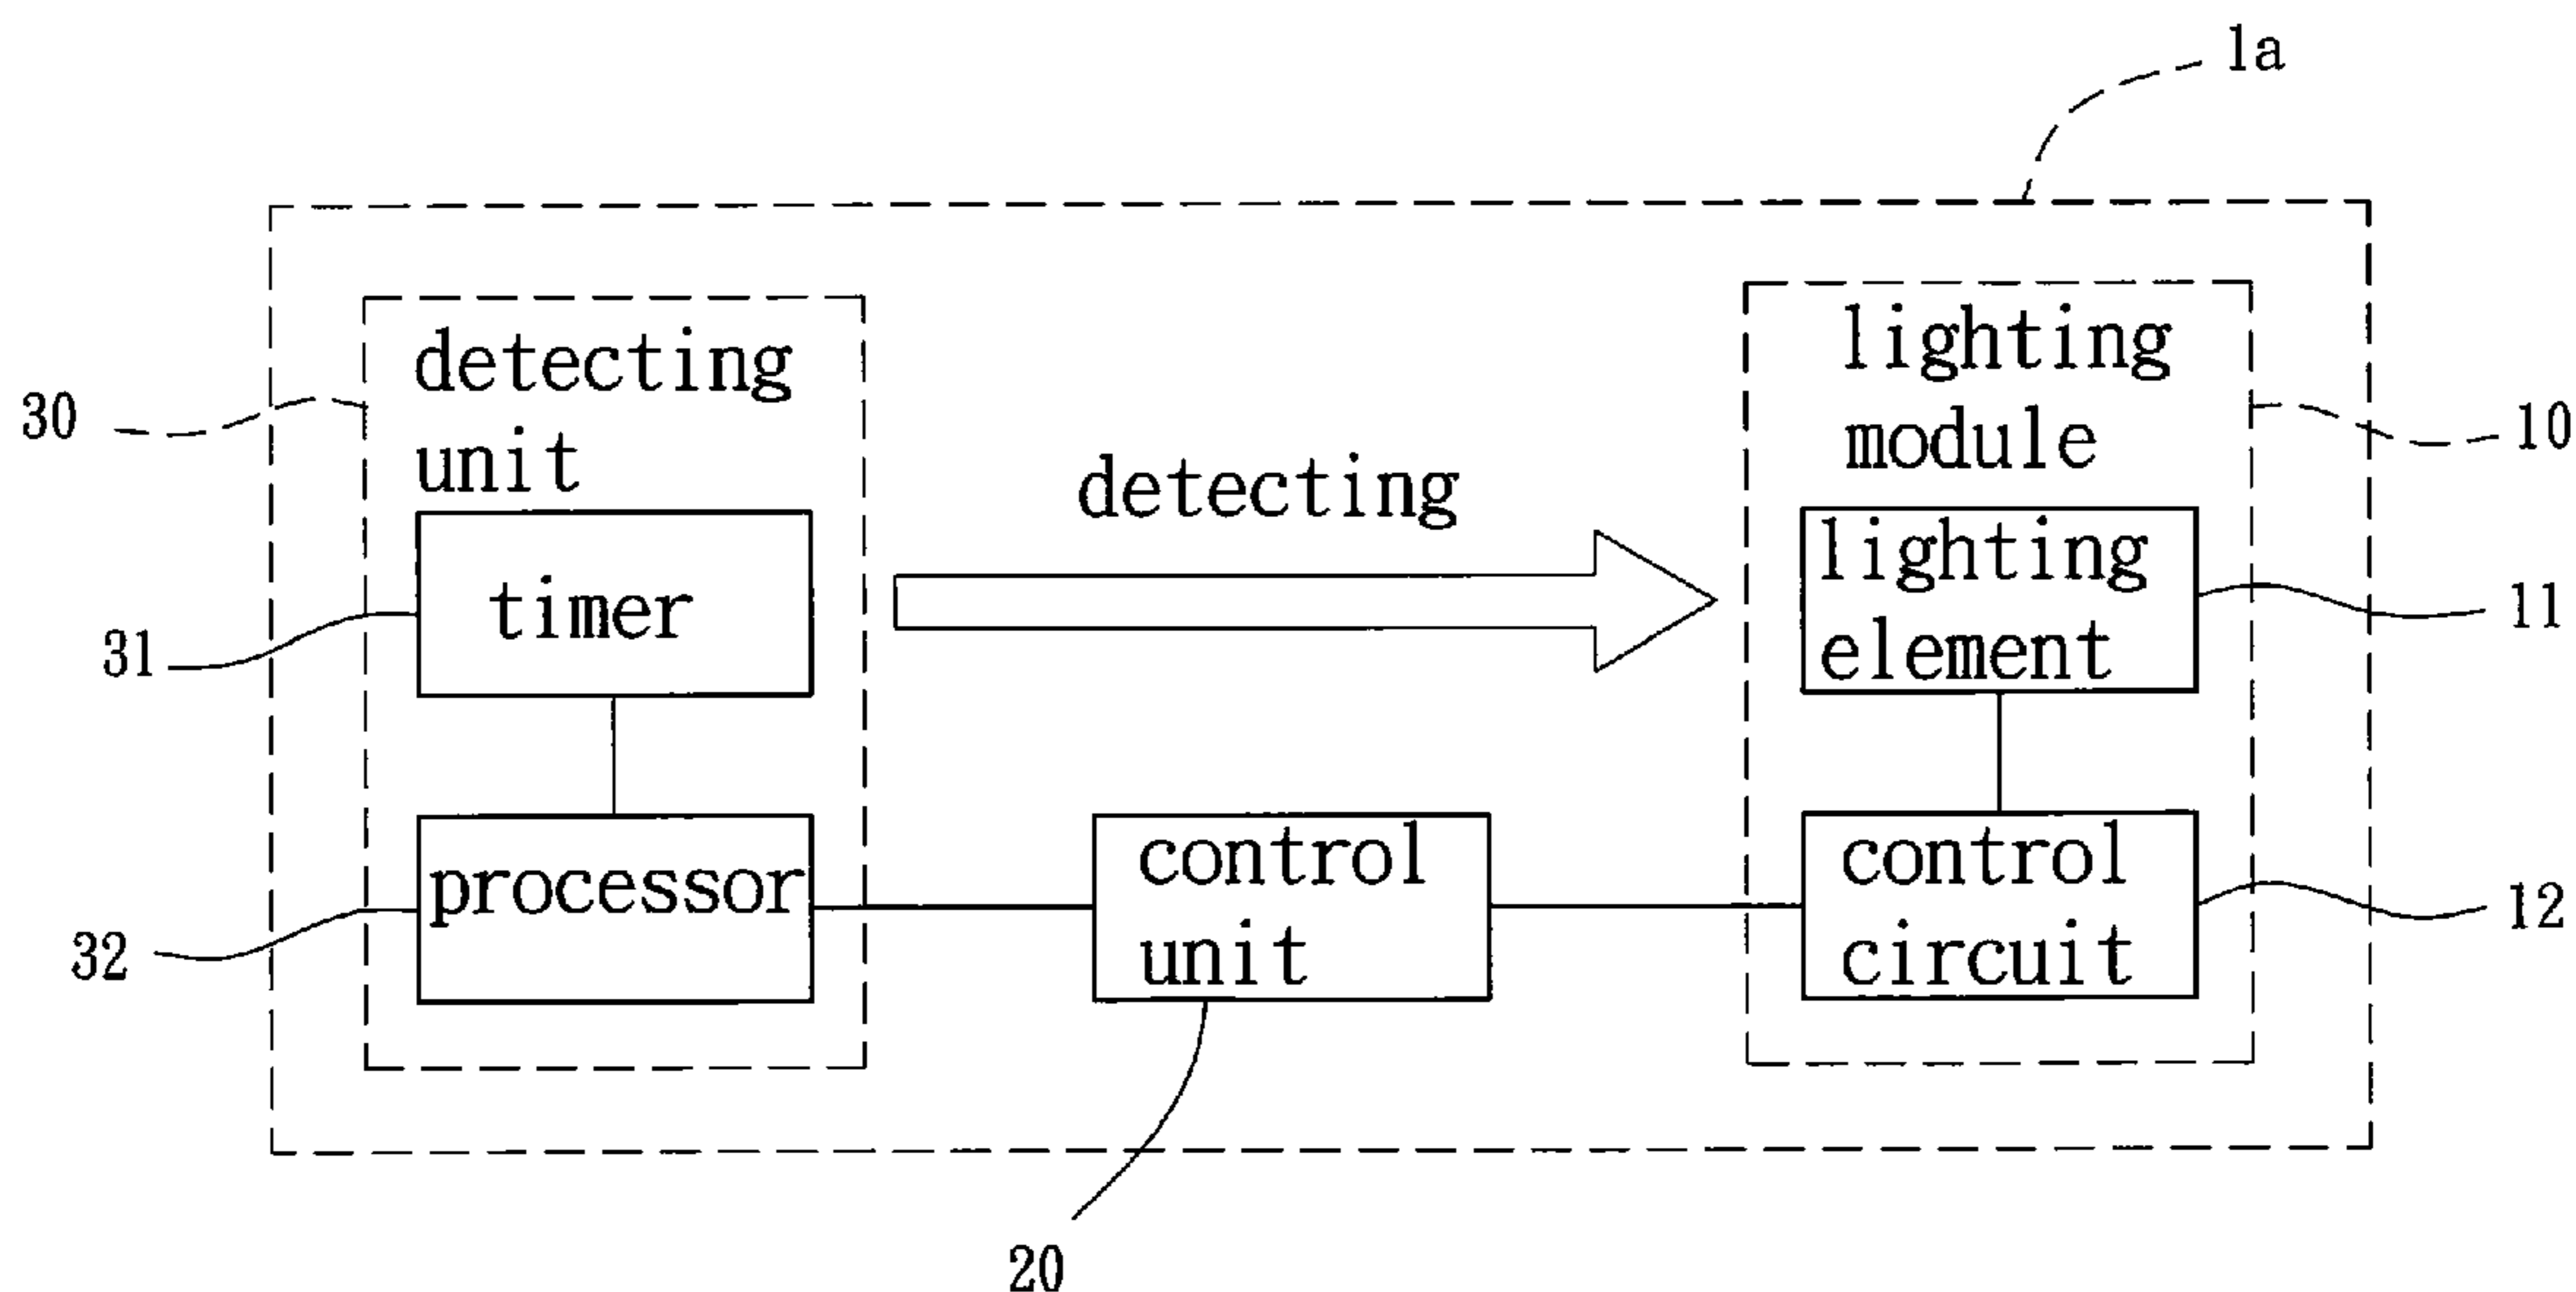 1a
detecting
unit
lighting
module
30
10
detecting
timer
lighting
element
31
11
processor
control
unit
control
circuit
32
12
20